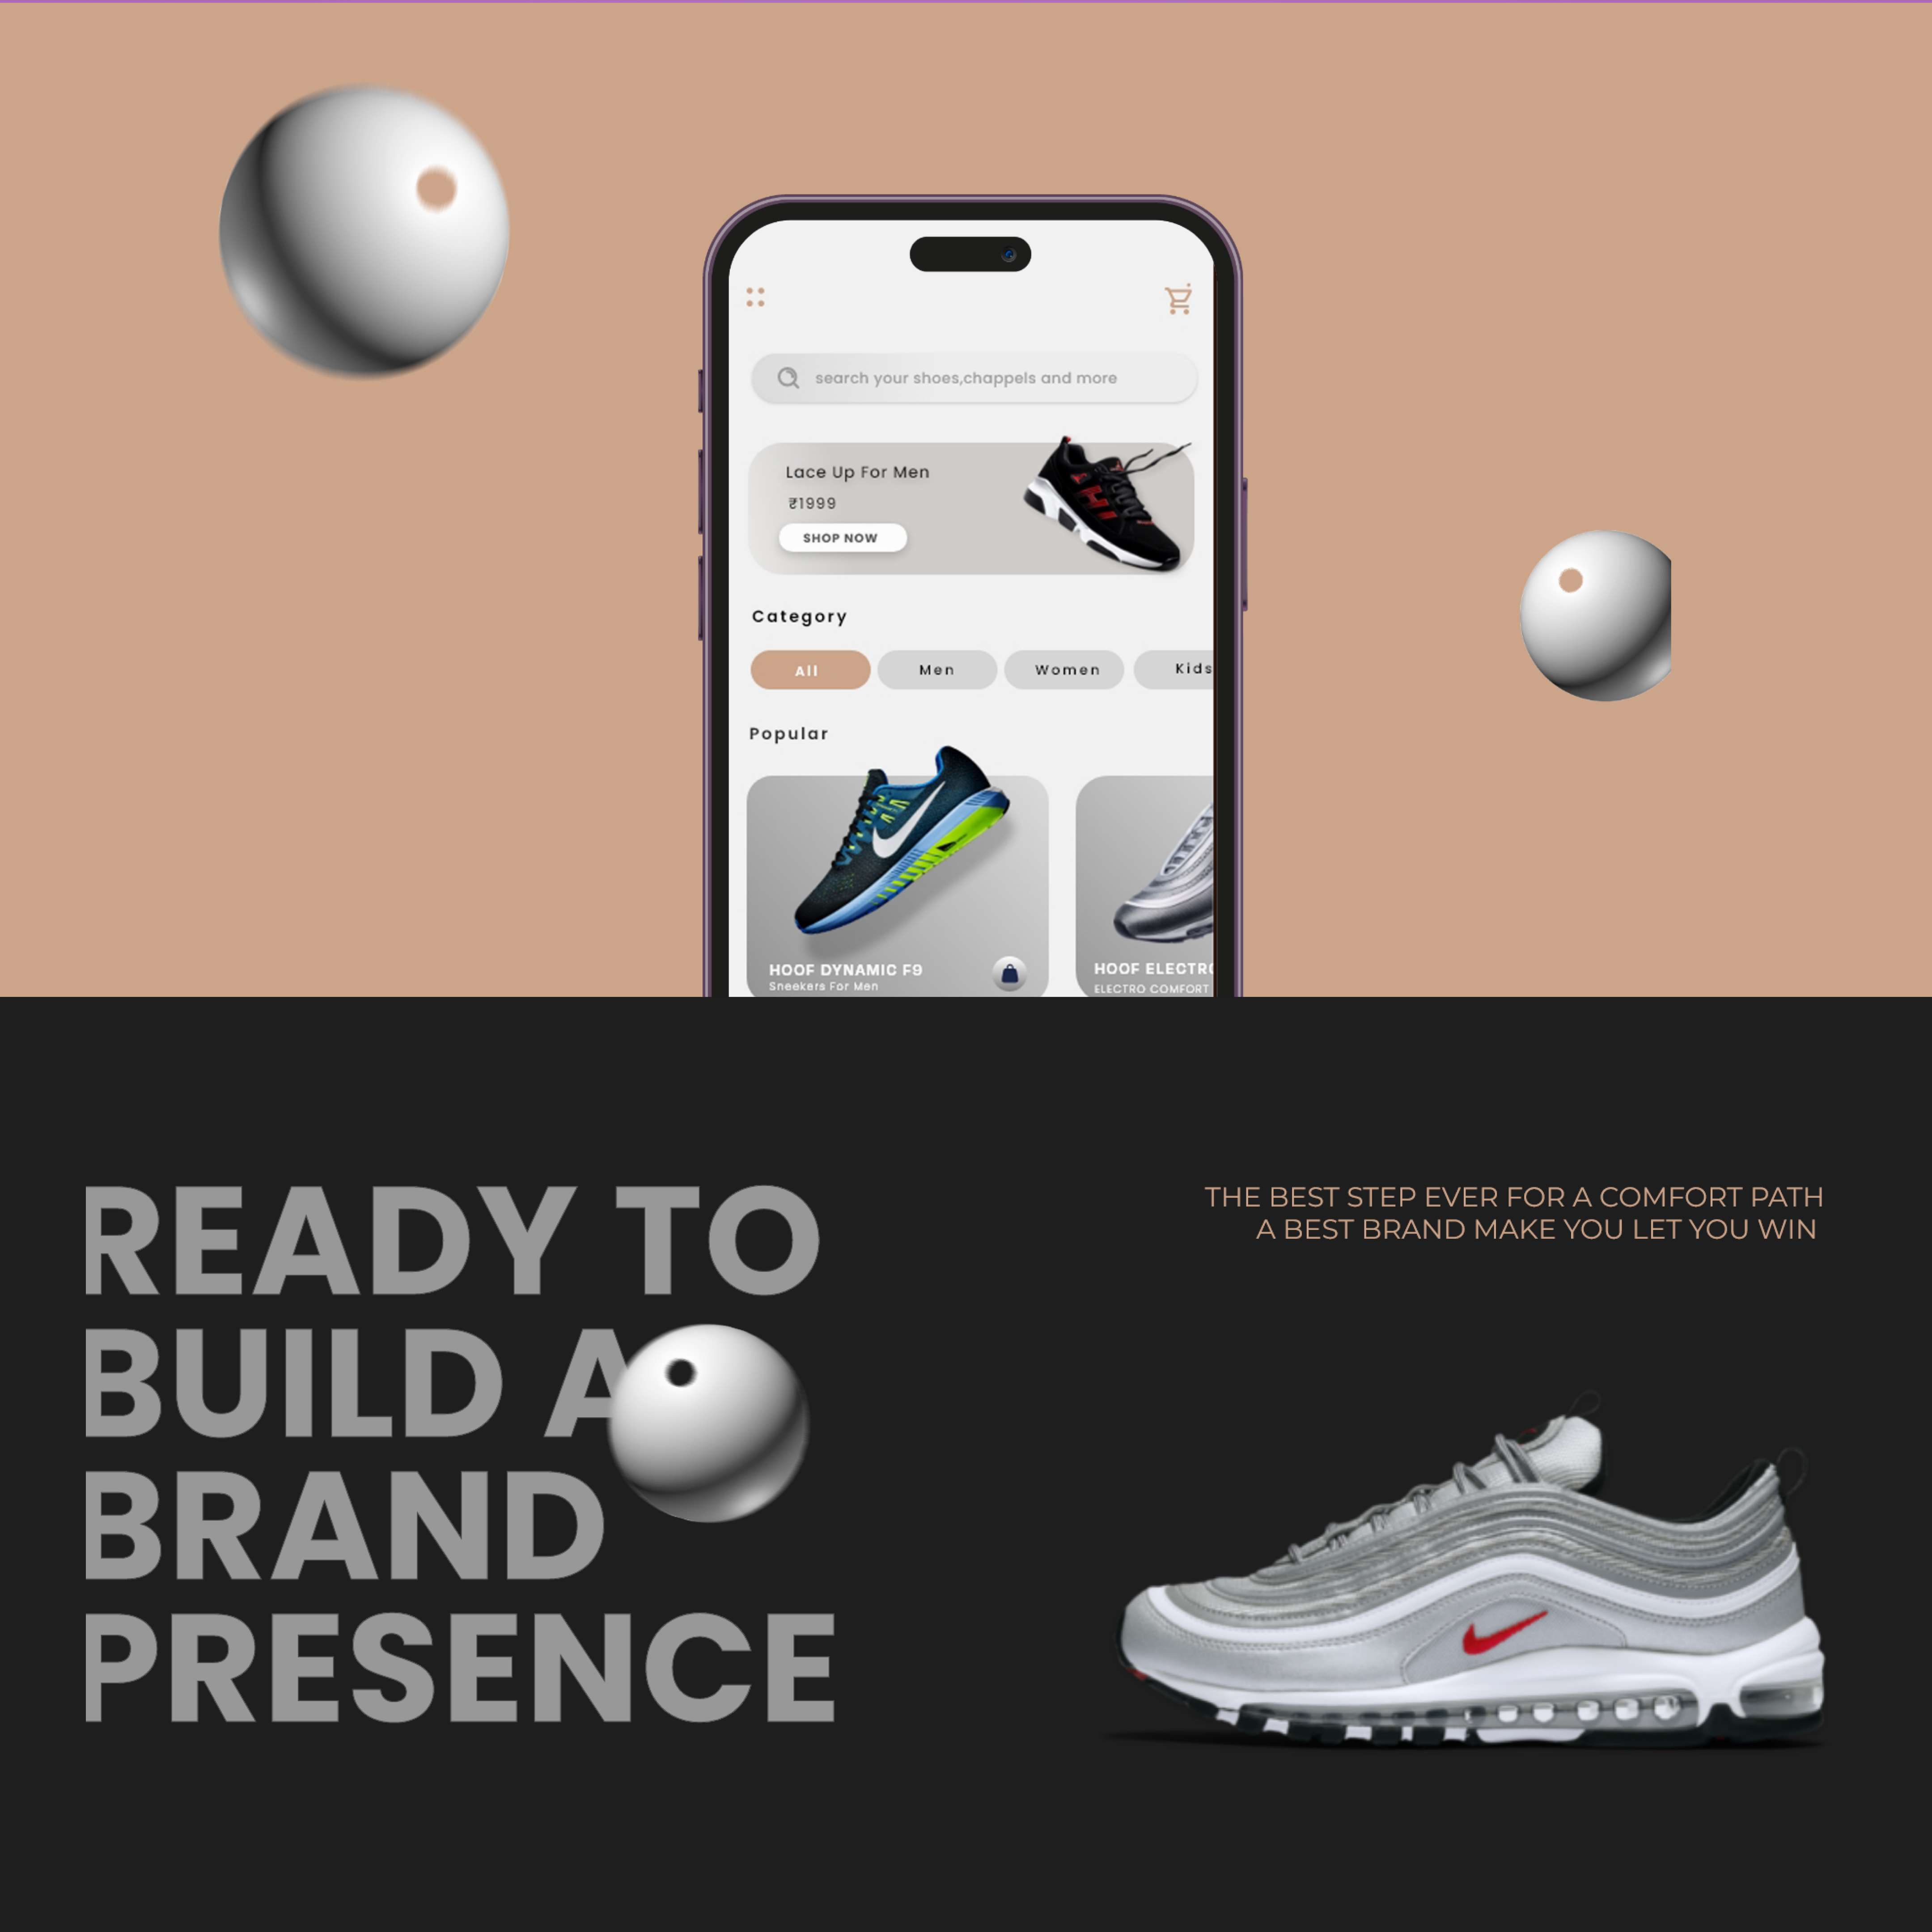 search your shoes,chappels and more
Lace Up For Men
₹1999
SHOP NOW
Category
All
Men
Women
Kids
Popular
HOOF DYNAMIC F9
Sneekers For Men
HOOF ELECTRO
ELECTRO COMFORT
READY TO
BUILD A
BRAND
PRESENCE
THE BEST STEP EVER FOR A COMFORT PATH
A BEST BRAND MAKE YOU LET YOU WIN